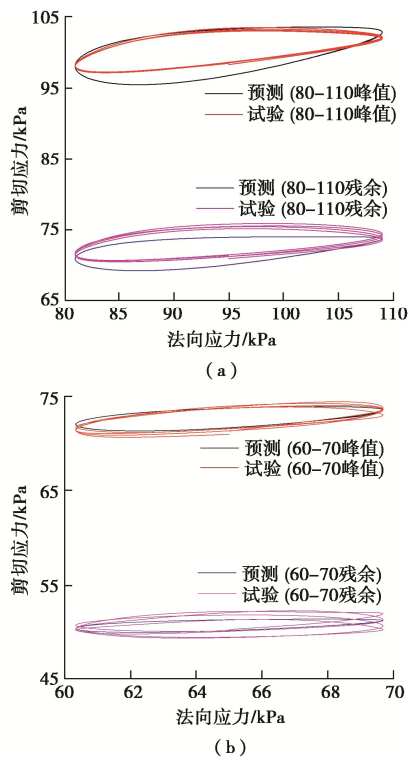 105
95
85
75
65
剪切应力/kPa
预测 (80-110峰值)
试验 (80-110峰值)
预测 (80-110残余)
试验 (80-110残余)
80 85 90 95 100 105 110
法向应力/kPa
(a)
75
65
55
45
剪切应力/kPa
预测 (60-70峰值)
试验 (60-70峰值)
预测 (60-70残余)
试验 (60-70残余)
60 62 64 66 68 70
法向应力/kPa
(b)